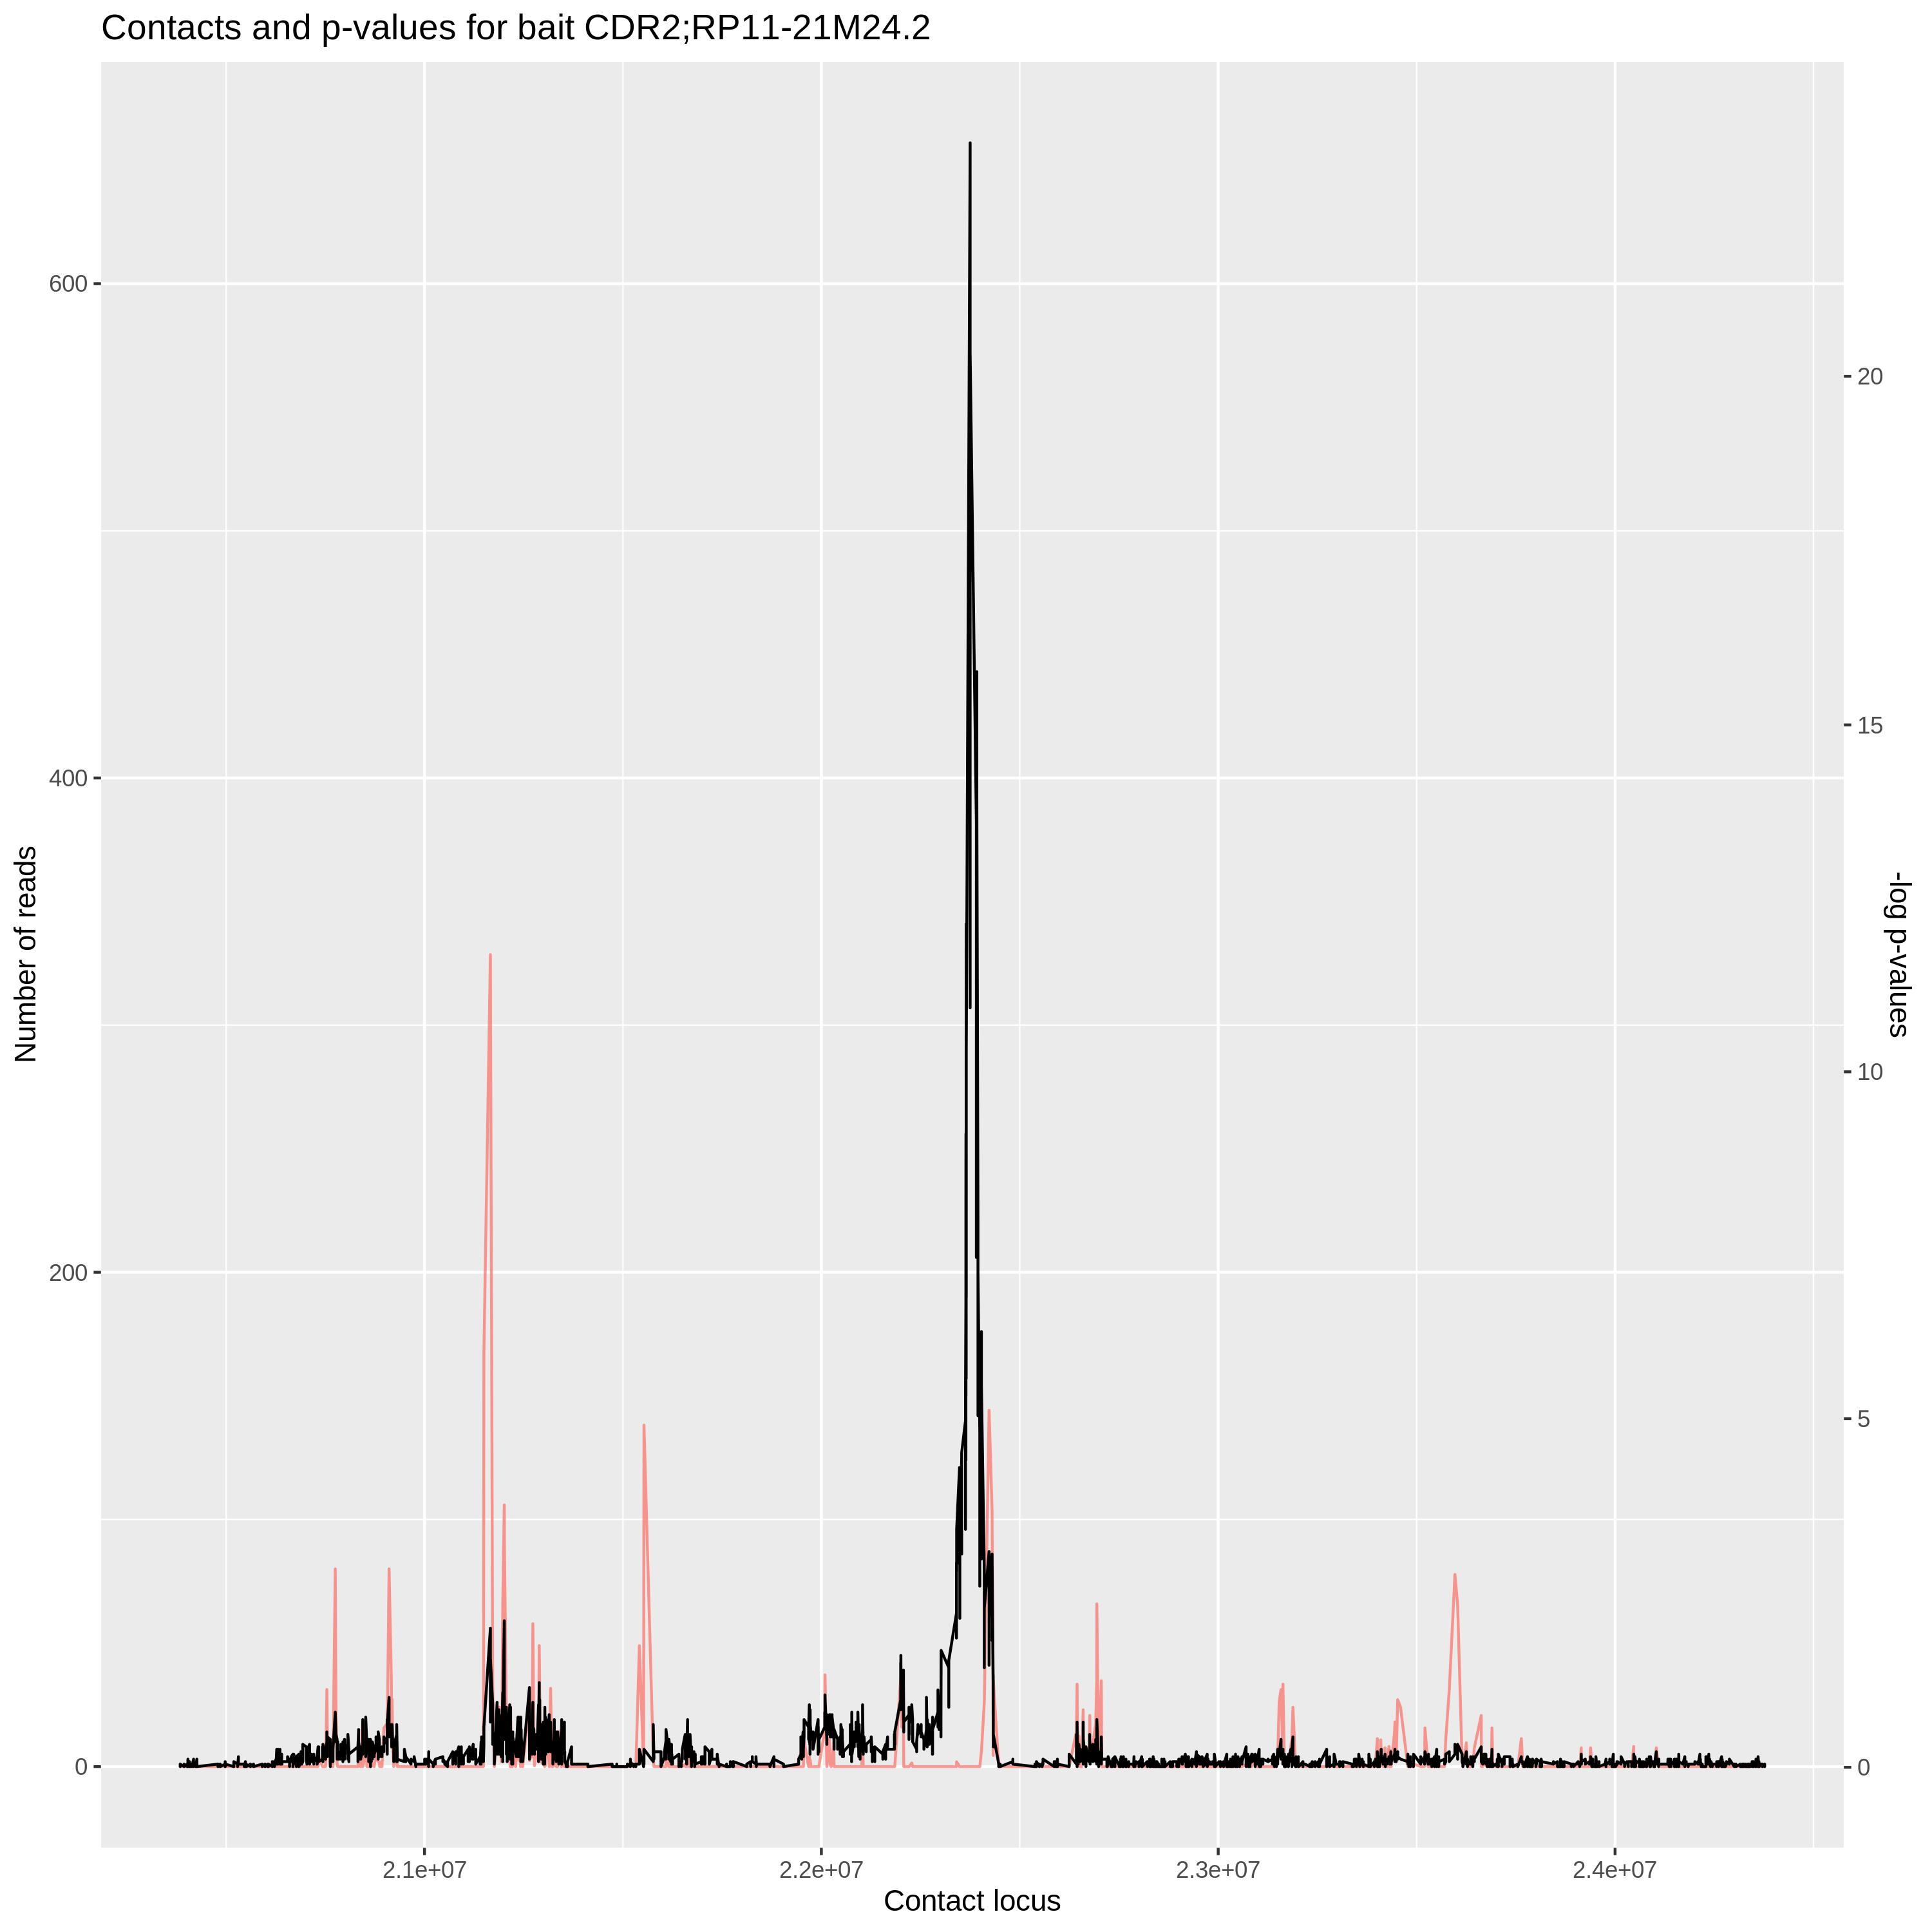 Contacts and p-values for bait CDR2;RP11-21M24.2
600
400
200
0
Number of reads
20
15
10
5
0
-log p-values
2.1e+07
2.2e+07
2.3e+07
2.4e+07
Contact locus